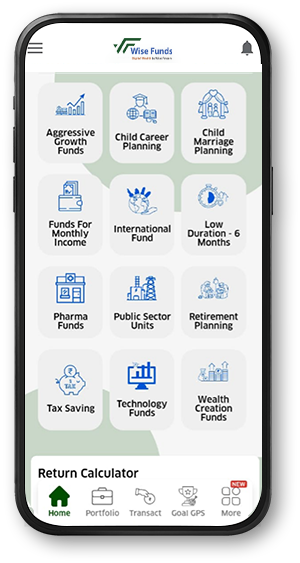 Wise Funds
Aggressive
Growth
Funds
Child Career
Planning
Child
Marriage
Planning
Funds For
Monthly
Income
International
Fund
Low
Duration - 6
Months
Pharma
Funds
Public Sector
Units
Retirement
Planning
TAX
Tax Saving
Technology
Funds
Wealth
Creation
Funds
Return Calculator
NEW
Home
Portfolio
Transact
Goal GPS
More